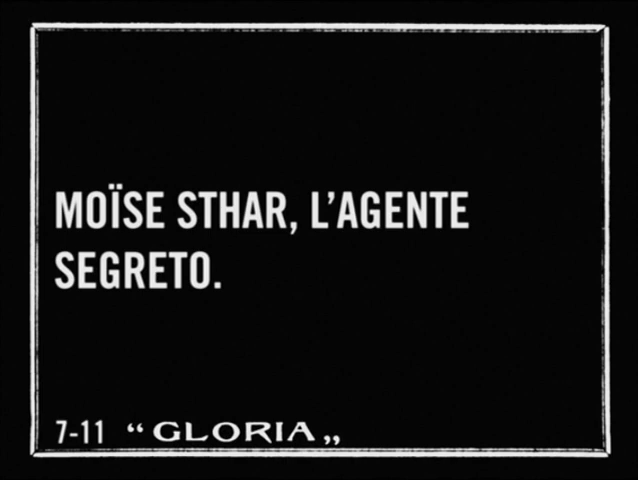 MOÏSE STHAR, L'AGENTE
SEGRETO.
7-11 “GLORIA„